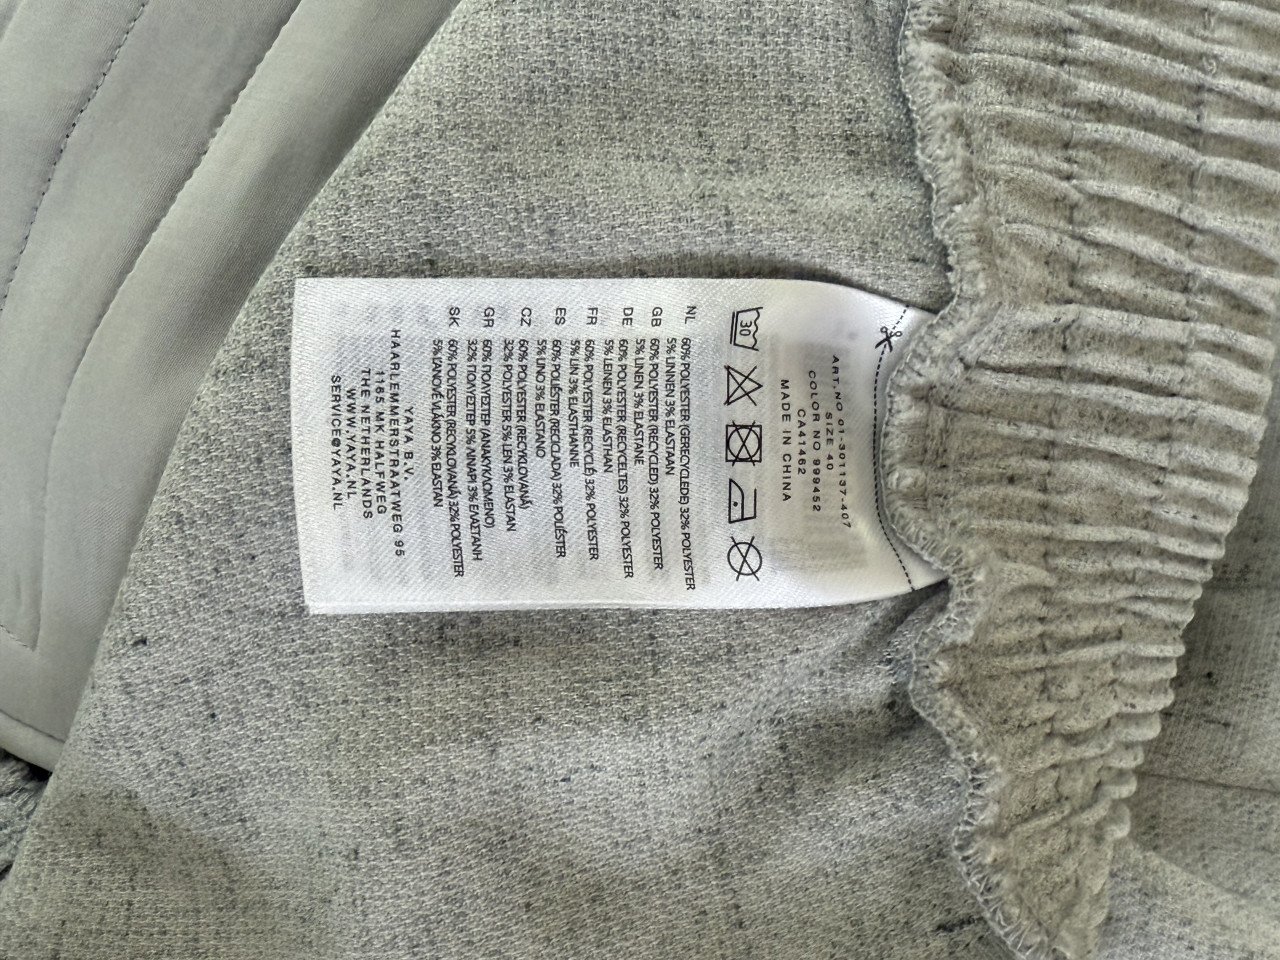 ART.NO 01-301137-407
SIZE 40
COLOR NO 999452
CA41462
MADE IN CHINA
30
NL 60% POLYESTER (GERECYCLEDE) 32% POLYESTER
5% LINNEN 3% ELASTAAN
GB 60% POLYESTER (RECYCLED) 32% POLYESTER
5% LINEN 3% ELASTANE
DE 60% POLYESTER (RECYCELTES) 32% POLYESTER
5% LEINEN 3% ELASTHAN
FR 60% POLYESTER (RECYCLÉ) 32% POLYESTER
5% LIN 3% ELASTHANNE
ES 60% POLIÉSTER (RECICLADA) 32% POLIÉSTER
5% LINO 3% ELASTANO
CZ 60% POLYESTER (RECYKLOVANÁ)
32% POLYESTER 5% LEN 3% ELASTAN
GR 60% ΠΟΛΥΕΣΤΕΡ (ΑΝΑΚΥΚΛΩΜΕΝΟ)
32% ΠΟΛΥΕΣΤΕΡ 5% ΛΙΝΑΡΙ 3% ΕΛΑΣΤΑΝΗ
SK 60% POLYESTER (RECYKLOVANÁ) 32% POLYESTER
5% ĽANOVÉ VLÁKNO 3% ELASTAN
YAYA B.V.
HAARLEMMERSTRAATWEG 95
1165 MK HALFWEG
THE NETHERLANDS
WWW.YAYA.NL
SERVICE@YAYA.NL